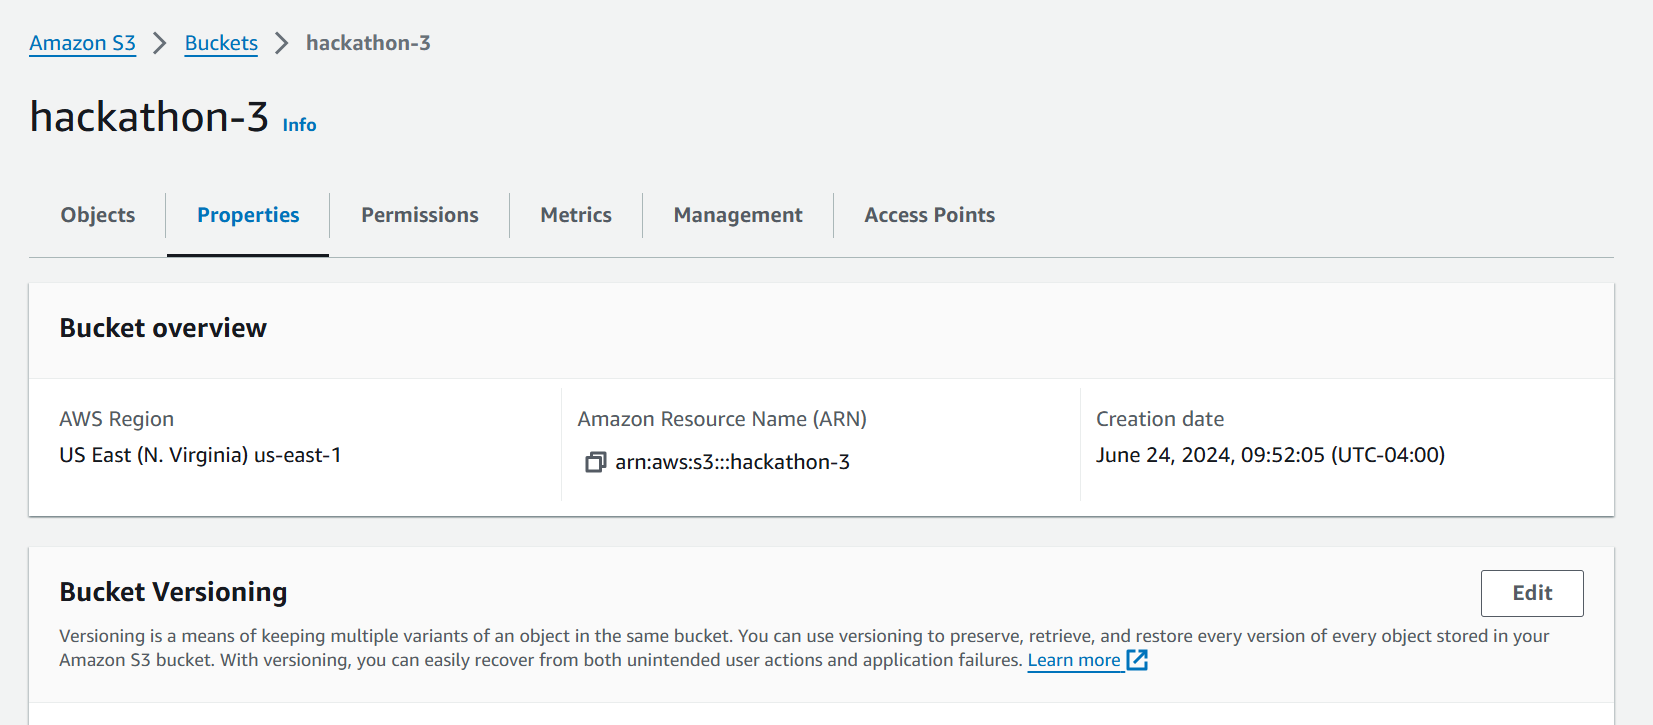 Amazon S3 > Buckets > hackathon-3
hackathon-3 Info
Objects Properties Permissions Metrics Management Access Points
Bucket overview
AWS Region
US East (N. Virginia) us-east-1
Amazon Resource Name (ARN)
arn:aws:s3:::hackathon-3
Creation date
June 24, 2024, 09:52:05 (UTC-04:00)
Bucket Versioning
Edit
Versioning is a means of keeping multiple variants of an object in the same bucket. You can use versioning to preserve, retrieve, and restore every version of every object stored in your
Amazon S3 bucket. With versioning, you can easily recover from both unintended user actions and application failures. Learn more